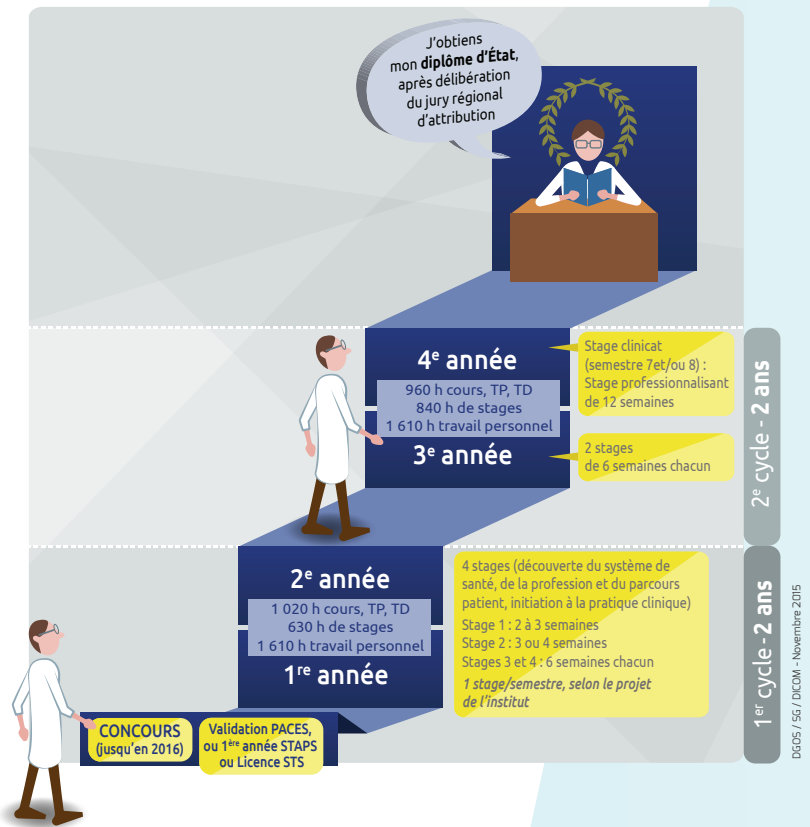 J'obtiens
mon diplôme d'État,
après délibération
du jury régional
d'attribution
4e année
960 h cours, TP, TD
840 h de stages
1 610 h travail personnel
3e année
Stage clinicat
(semestre 7et/ou 8) :
Stage professionnalisant
de 12 semaines
2 stages
de 6 semaines chacun
2e cycle - 2 ans
2e année
1 020 h cours, TP, TD
630 h de stages
1 610 h travail personnel
1re année
4 stages (découverte du système de
santé, de la profession et du parcours
patient, initiation à la pratique clinique)
Stage 1 : 2 à 3 semaines
Stage 2 : 3 ou 4 semaines
Stages 3 et 4 : 6 semaines chacun
1 stage/semestre, selon le projet
de l'institut
1er cycle - 2 ans
CONCOURS
(jusqu'en 2016)
Validation PACES,
ou 1ère année STAPS
ou Licence STS
DGOS / SG / DICOM - Novembre 2015